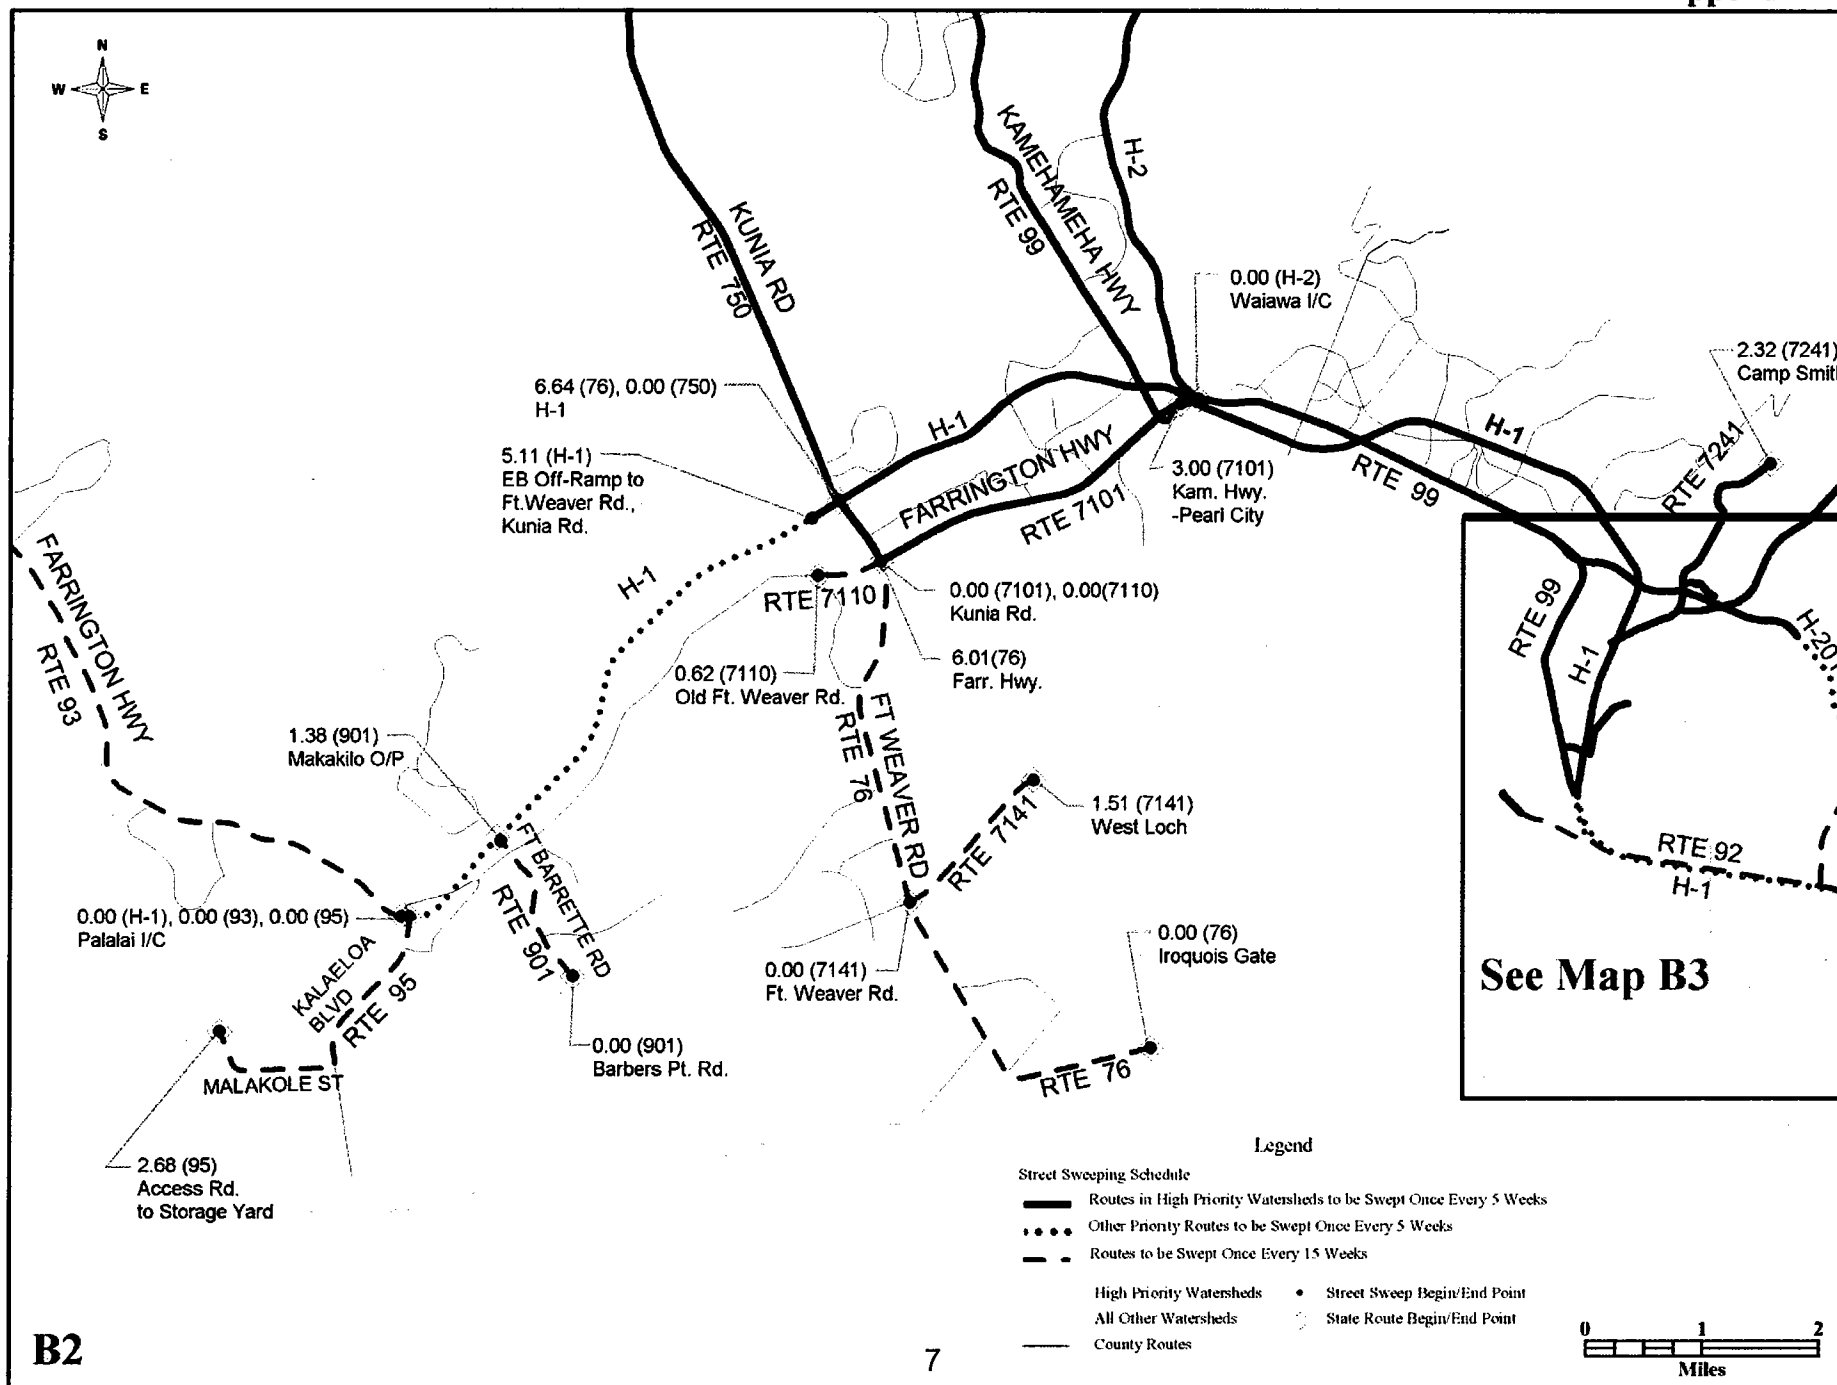 N
W E
S
KUNIA RD
RTE 750
KAMEHAMEHA HWY
RTE 99
H-2
0.00 (H-2)
Waiawa I/C
2.32 (7241)
6.64 (76), 0.00 (750)
H-1
5.11 (H-1)
EB Off-Ramp to
Ft.Weaver Rd.,
Kunia Rd.
H-1
FARRINGTON HWY
RTE 7101
3.00 (7101)
Kam. Hwy.
-Pearl City
RTE 99
H-1
RTE 7241
Camp
FARRINGTON HWY
RTE 93
H-1
RTE 7110
0.00 (7101), 0.00(7110)
Kunia Rd.
0.62 (7110)
Old Ft. Weaver Rd.
6.01(76)
Farr. Hwy.
RTE 99
H-1
H-201
1.38 (901)
Makakilo O/P
FT WEAVER RD
RTE 76
RTE 7141
1.51 (7141)
West Loch
RTE 92
H-1
0.00 (H-1), 0.00 (93), 0.00 (95)
Palalai I/C
FT BARRETTE RD
RTE 901
KALAELOA
BLVD
RTE 95
0.00 (7141)
Ft. Weaver Rd.
0.00 (76)
Iroquois Gate
See Map B3
MALAKOLE ST
0.00 (901)
Barbers Pt. Rd.
RTE 76
2.68 (95)
Access Rd.
to Storage Yard
Legend
Street Sweeping Schedule
Routes in High Priority Watersheds to be Swept Once Every 5 Weeks
Other Priority Routes to be Swept Once Every 5 Weeks
Routes to be Swept Once Every 15 Weeks
High Priority Watersheds
Street Sweep Begin/End Point
All Other Watersheds
State Route Begin/End Point
County Routes
0 1 2
Miles
B2
7